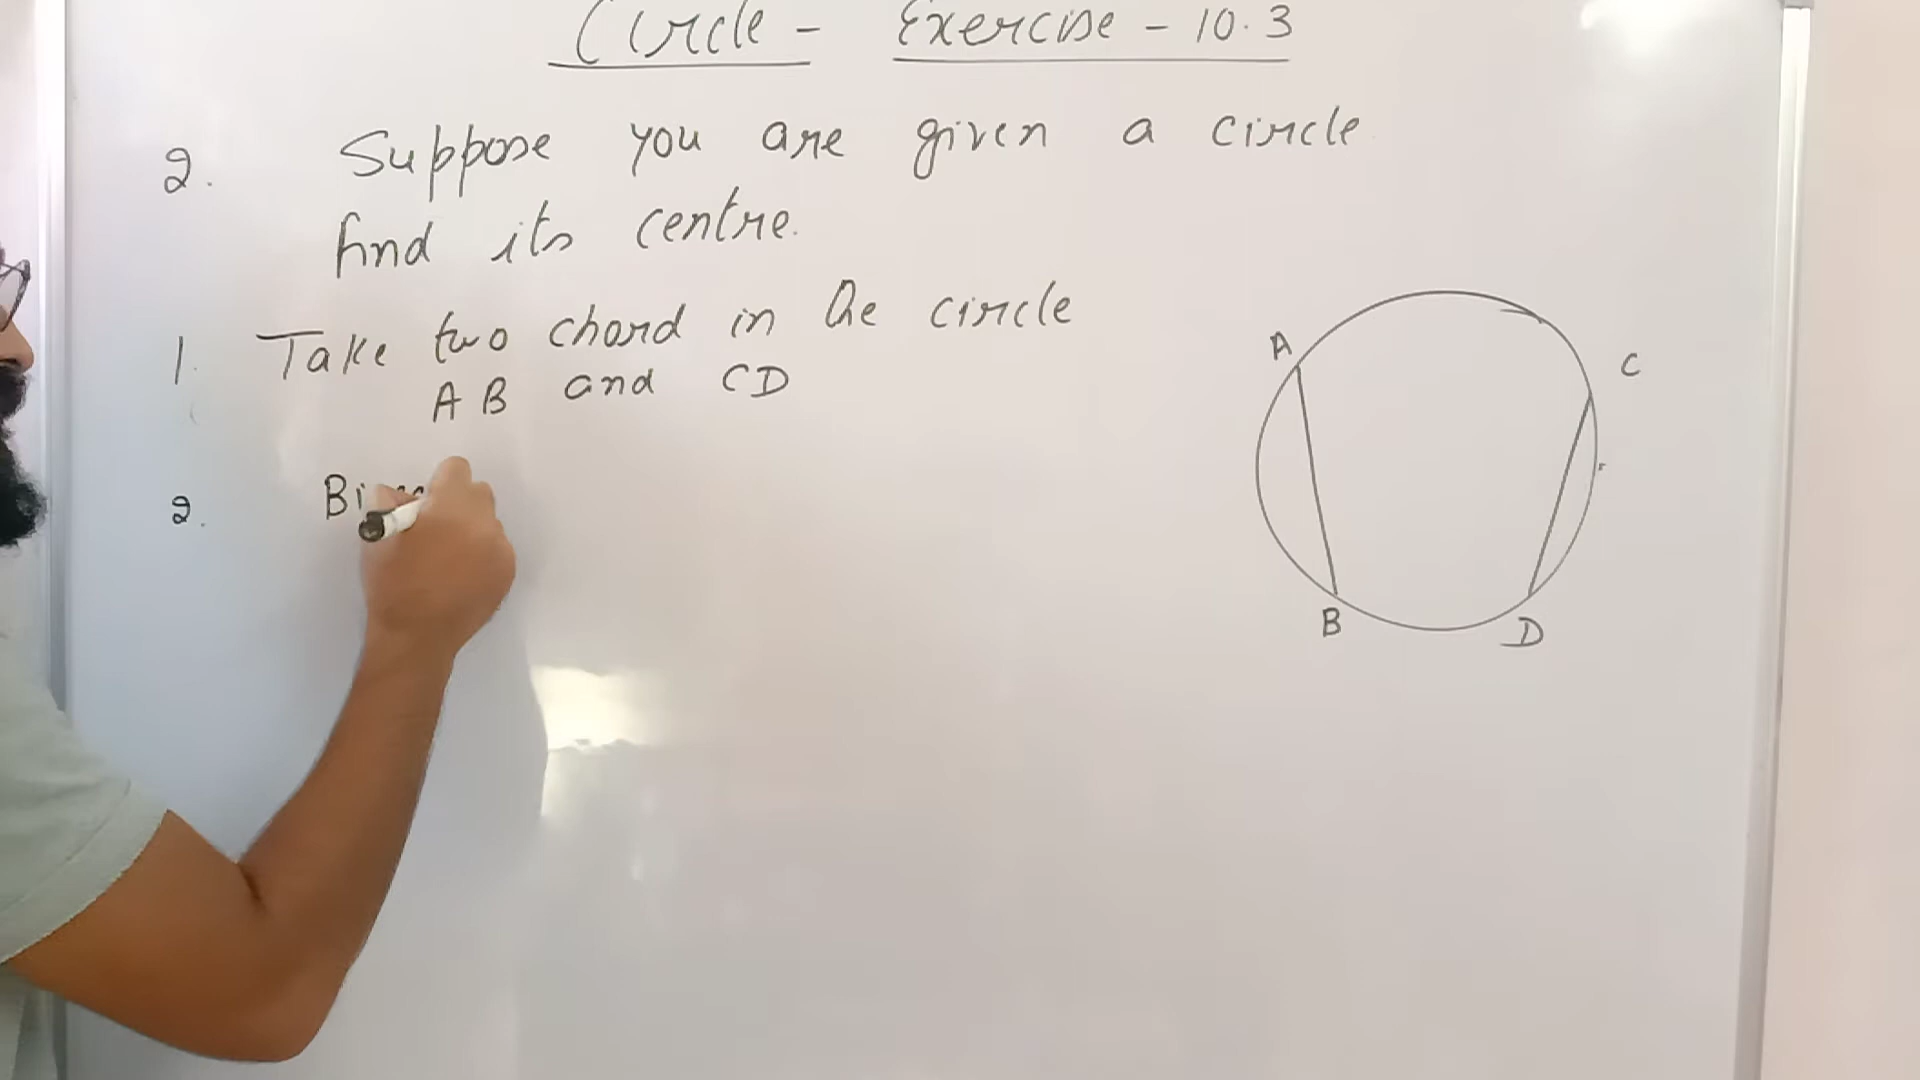 Circle - Exercise - 10.3
2. Suppose you are given a circle
find its centre.
1. Take two chord in the circle
AB and CD
2.
A
C
B
D